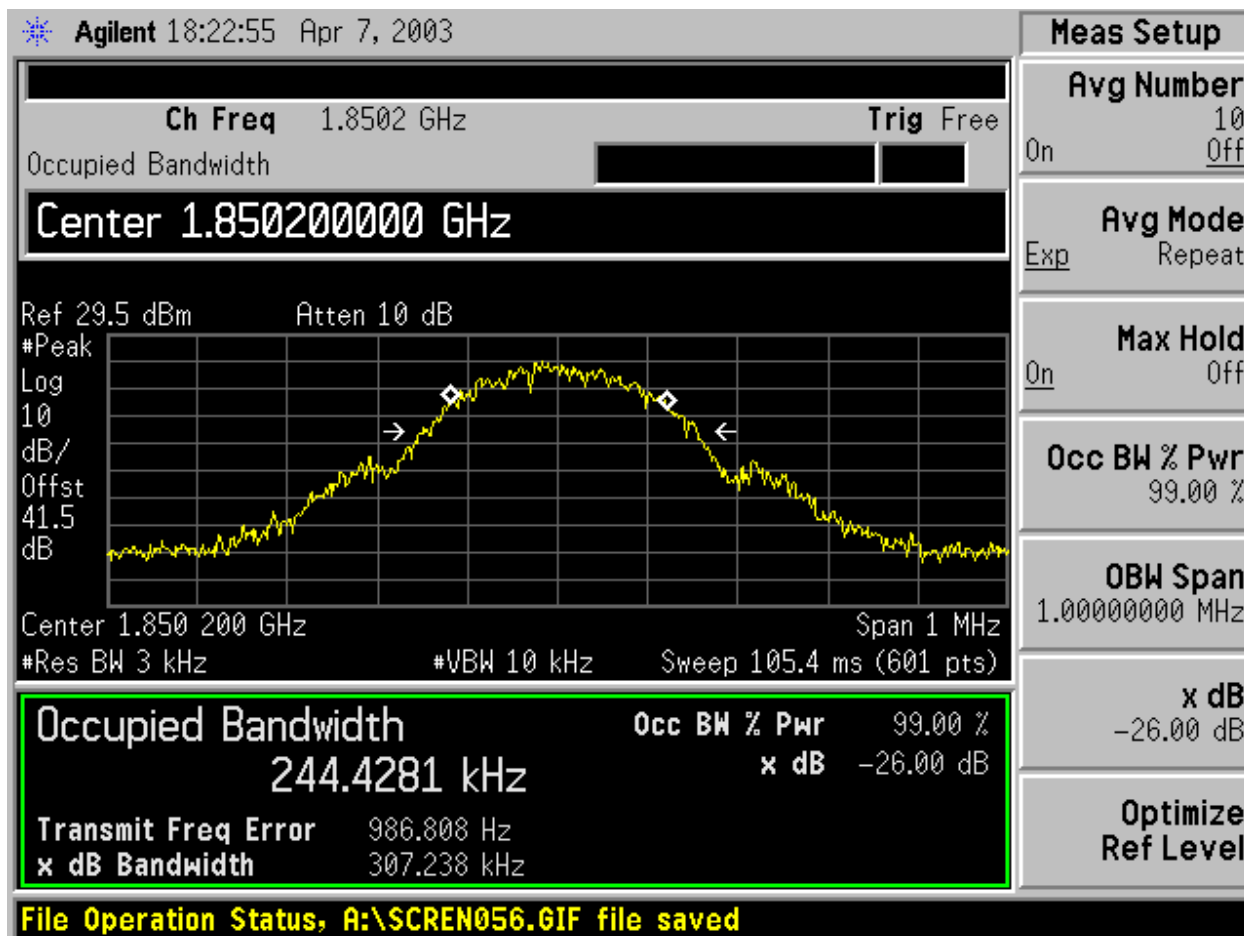 Agilent 18:22:55 Apr 7, 2003
Ch Freq 1.8502 GHz Trig Free
Occupied Bandwidth
Center 1.850200000 GHz
Ref 29.5 dBm Atten 10 dB
#Peak
Log
10
dB/
Offst
41.5
dB
Center 1.850 200 GHz Span 1 MHz
#Res BW 3 kHz #VBW 10 kHz Sweep 105.4 ms (601 pts)
Occupied Bandwidth
244.4281 kHz
Occ BW % Pwr 99.00 %
x dB -26.00 dB
Transmit Freq Error 986.808 Hz
x dB Bandwidth 307.238 kHz
File Operation Status, A:\SCREN056.GIF file saved
Meas Setup
Avg Number
10
On Off
Avg Mode
Exp Repeat
Max Hold
On Off
Occ BW % Pwr
99.00 %
OBW Span
1.00000000 MHz
x dB
-26.00 dB
Optimize
Ref Level